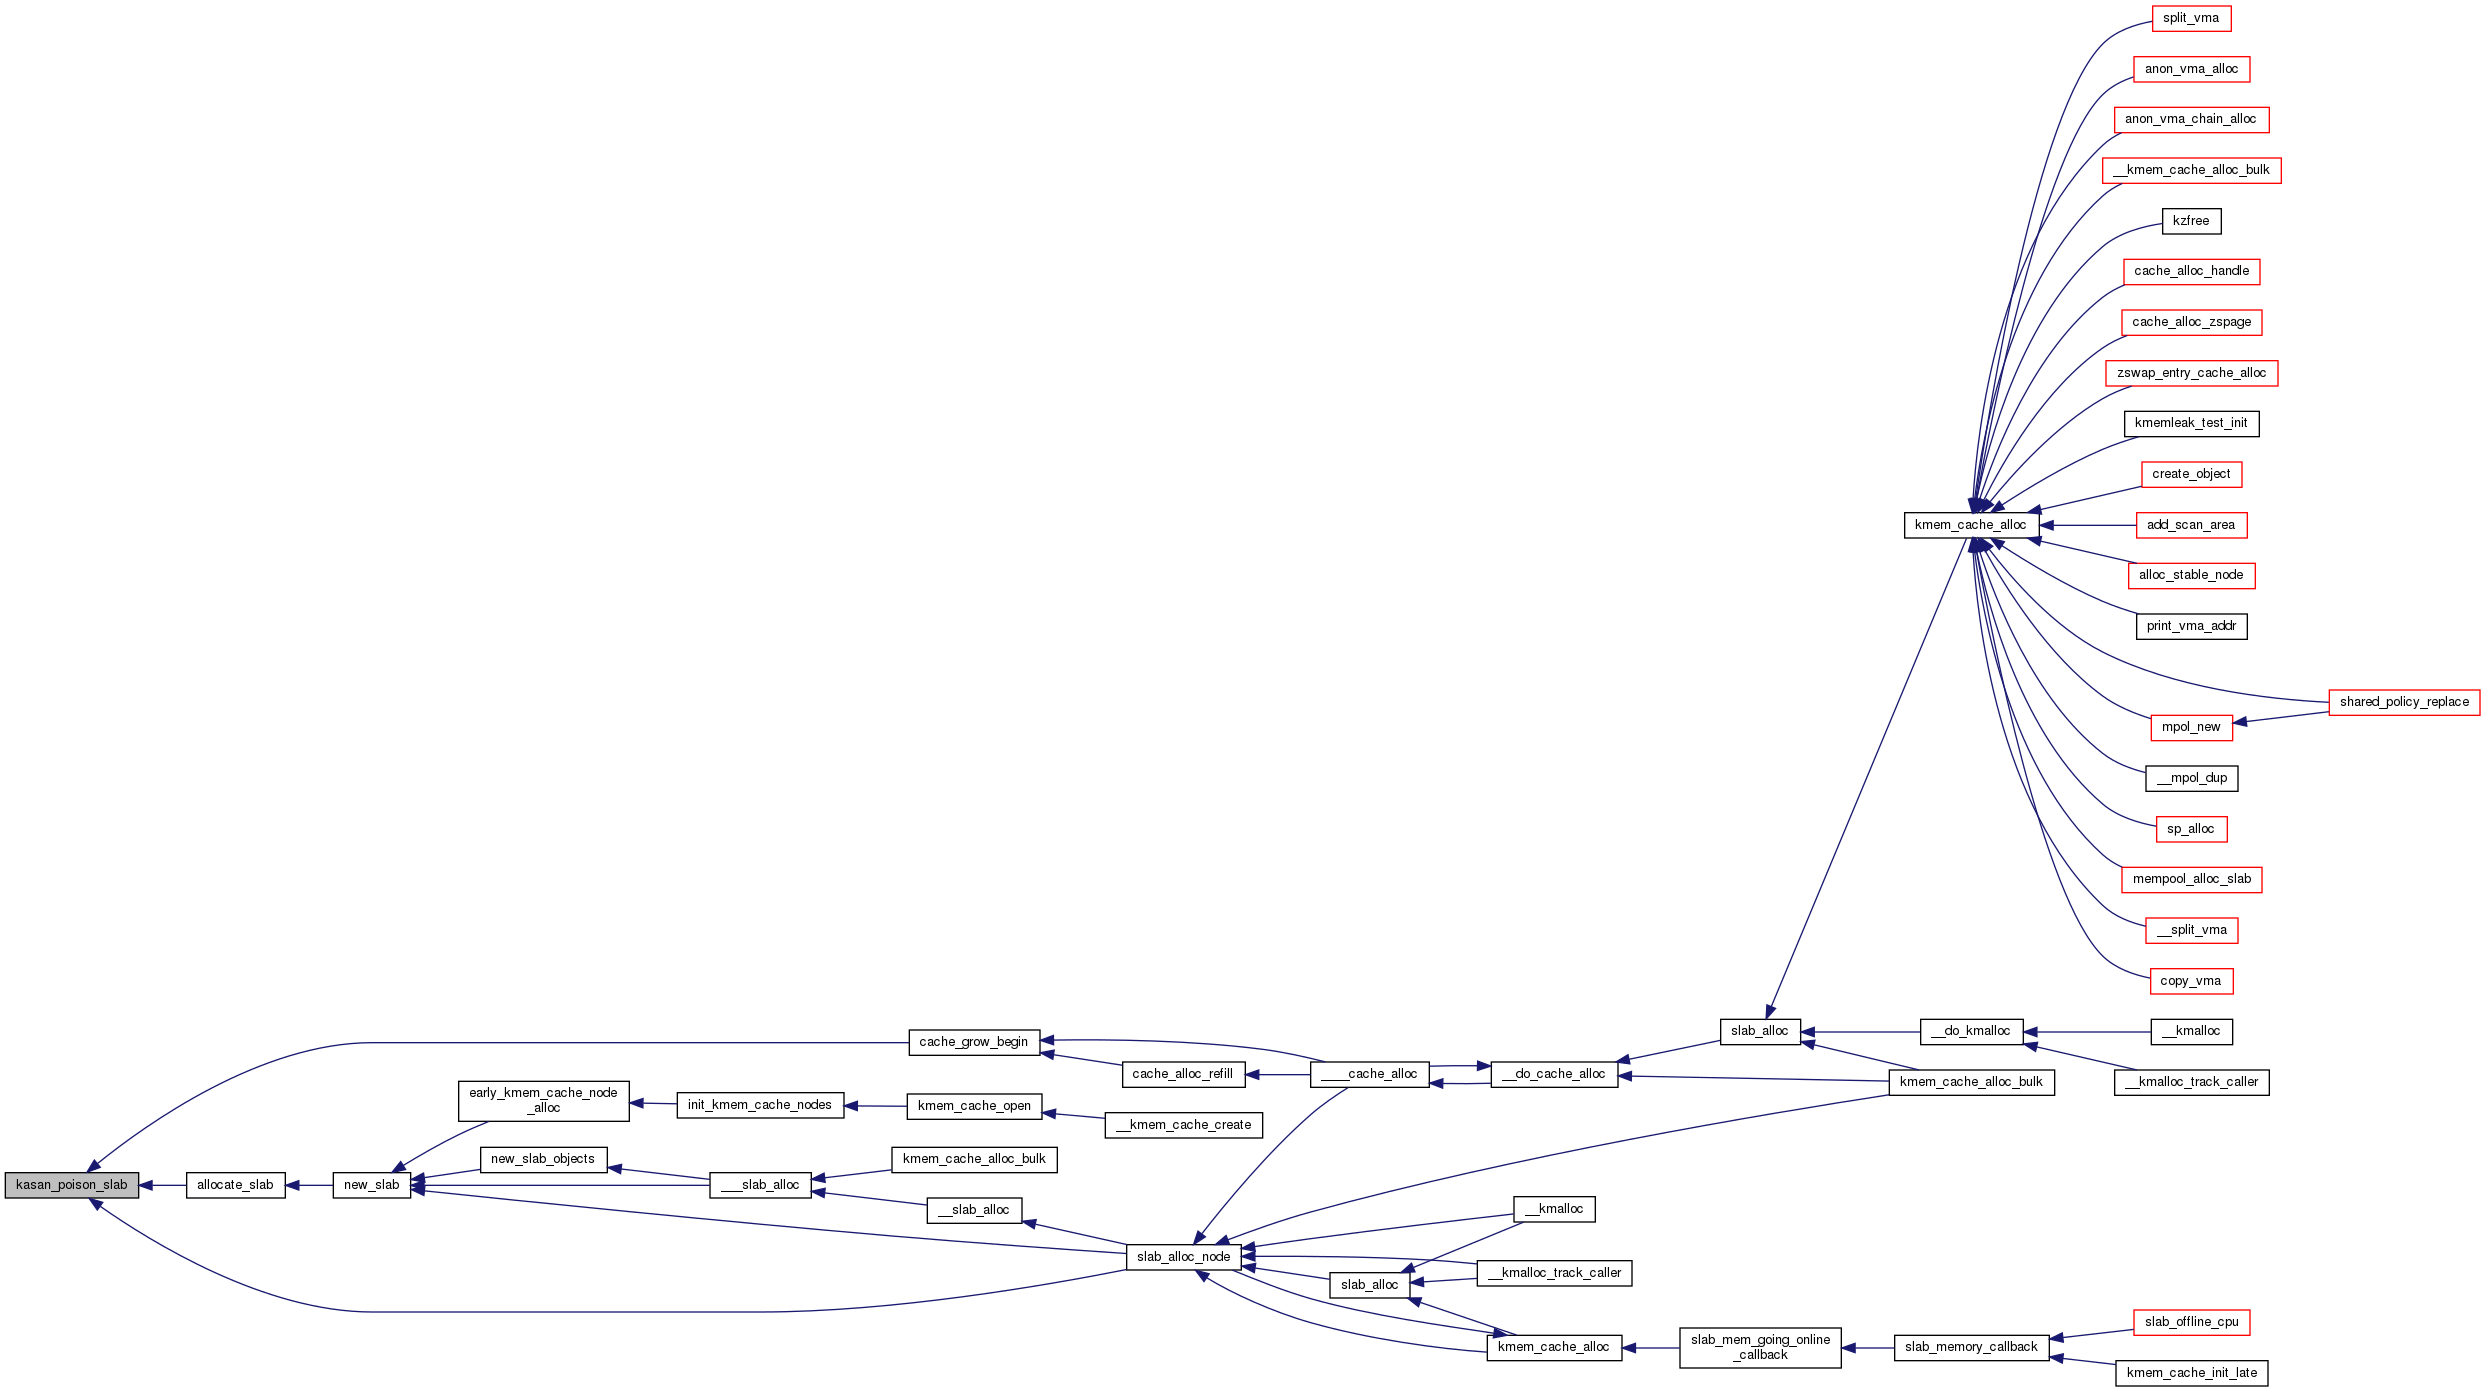 split_vma
anon_vma_alloc
anon_vma_chain_alloc
__kmem_cache_alloc_bulk
kzfree
cache_alloc_handle
cache_alloc_zspage
zswap_entry_cache_alloc
kmemleak_test_init
create_object
kmem_cache_alloc
add_scan_area
alloc_stable_node
print_vma_addr
shared_policy_replace
mpol_new
__mpol_dup
sp_alloc
mempool_alloc_slab
__split_vma
copy_vma
slab_alloc
__do_kmalloc
__kmalloc
cache_grow_begin
cache_alloc_refill
____cache_alloc
__do_cache_alloc
kmem_cache_alloc_bulk
__kmalloc_track_caller
early_kmem_cache_node
_alloc
init_kmem_cache_nodes
kmem_cache_open
__kmem_cache_create
new_slab_objects
kmem_cache_alloc_bulk
kasan_poison_slab
allocate_slab
new_slab
___slab_alloc
__slab_alloc
__kmalloc
slab_alloc_node
__kmalloc_track_caller
slab_alloc
kmem_cache_alloc
slab_mem_going_online
_callback
slab_memory_callback
slab_offline_cpu
kmem_cache_init_late